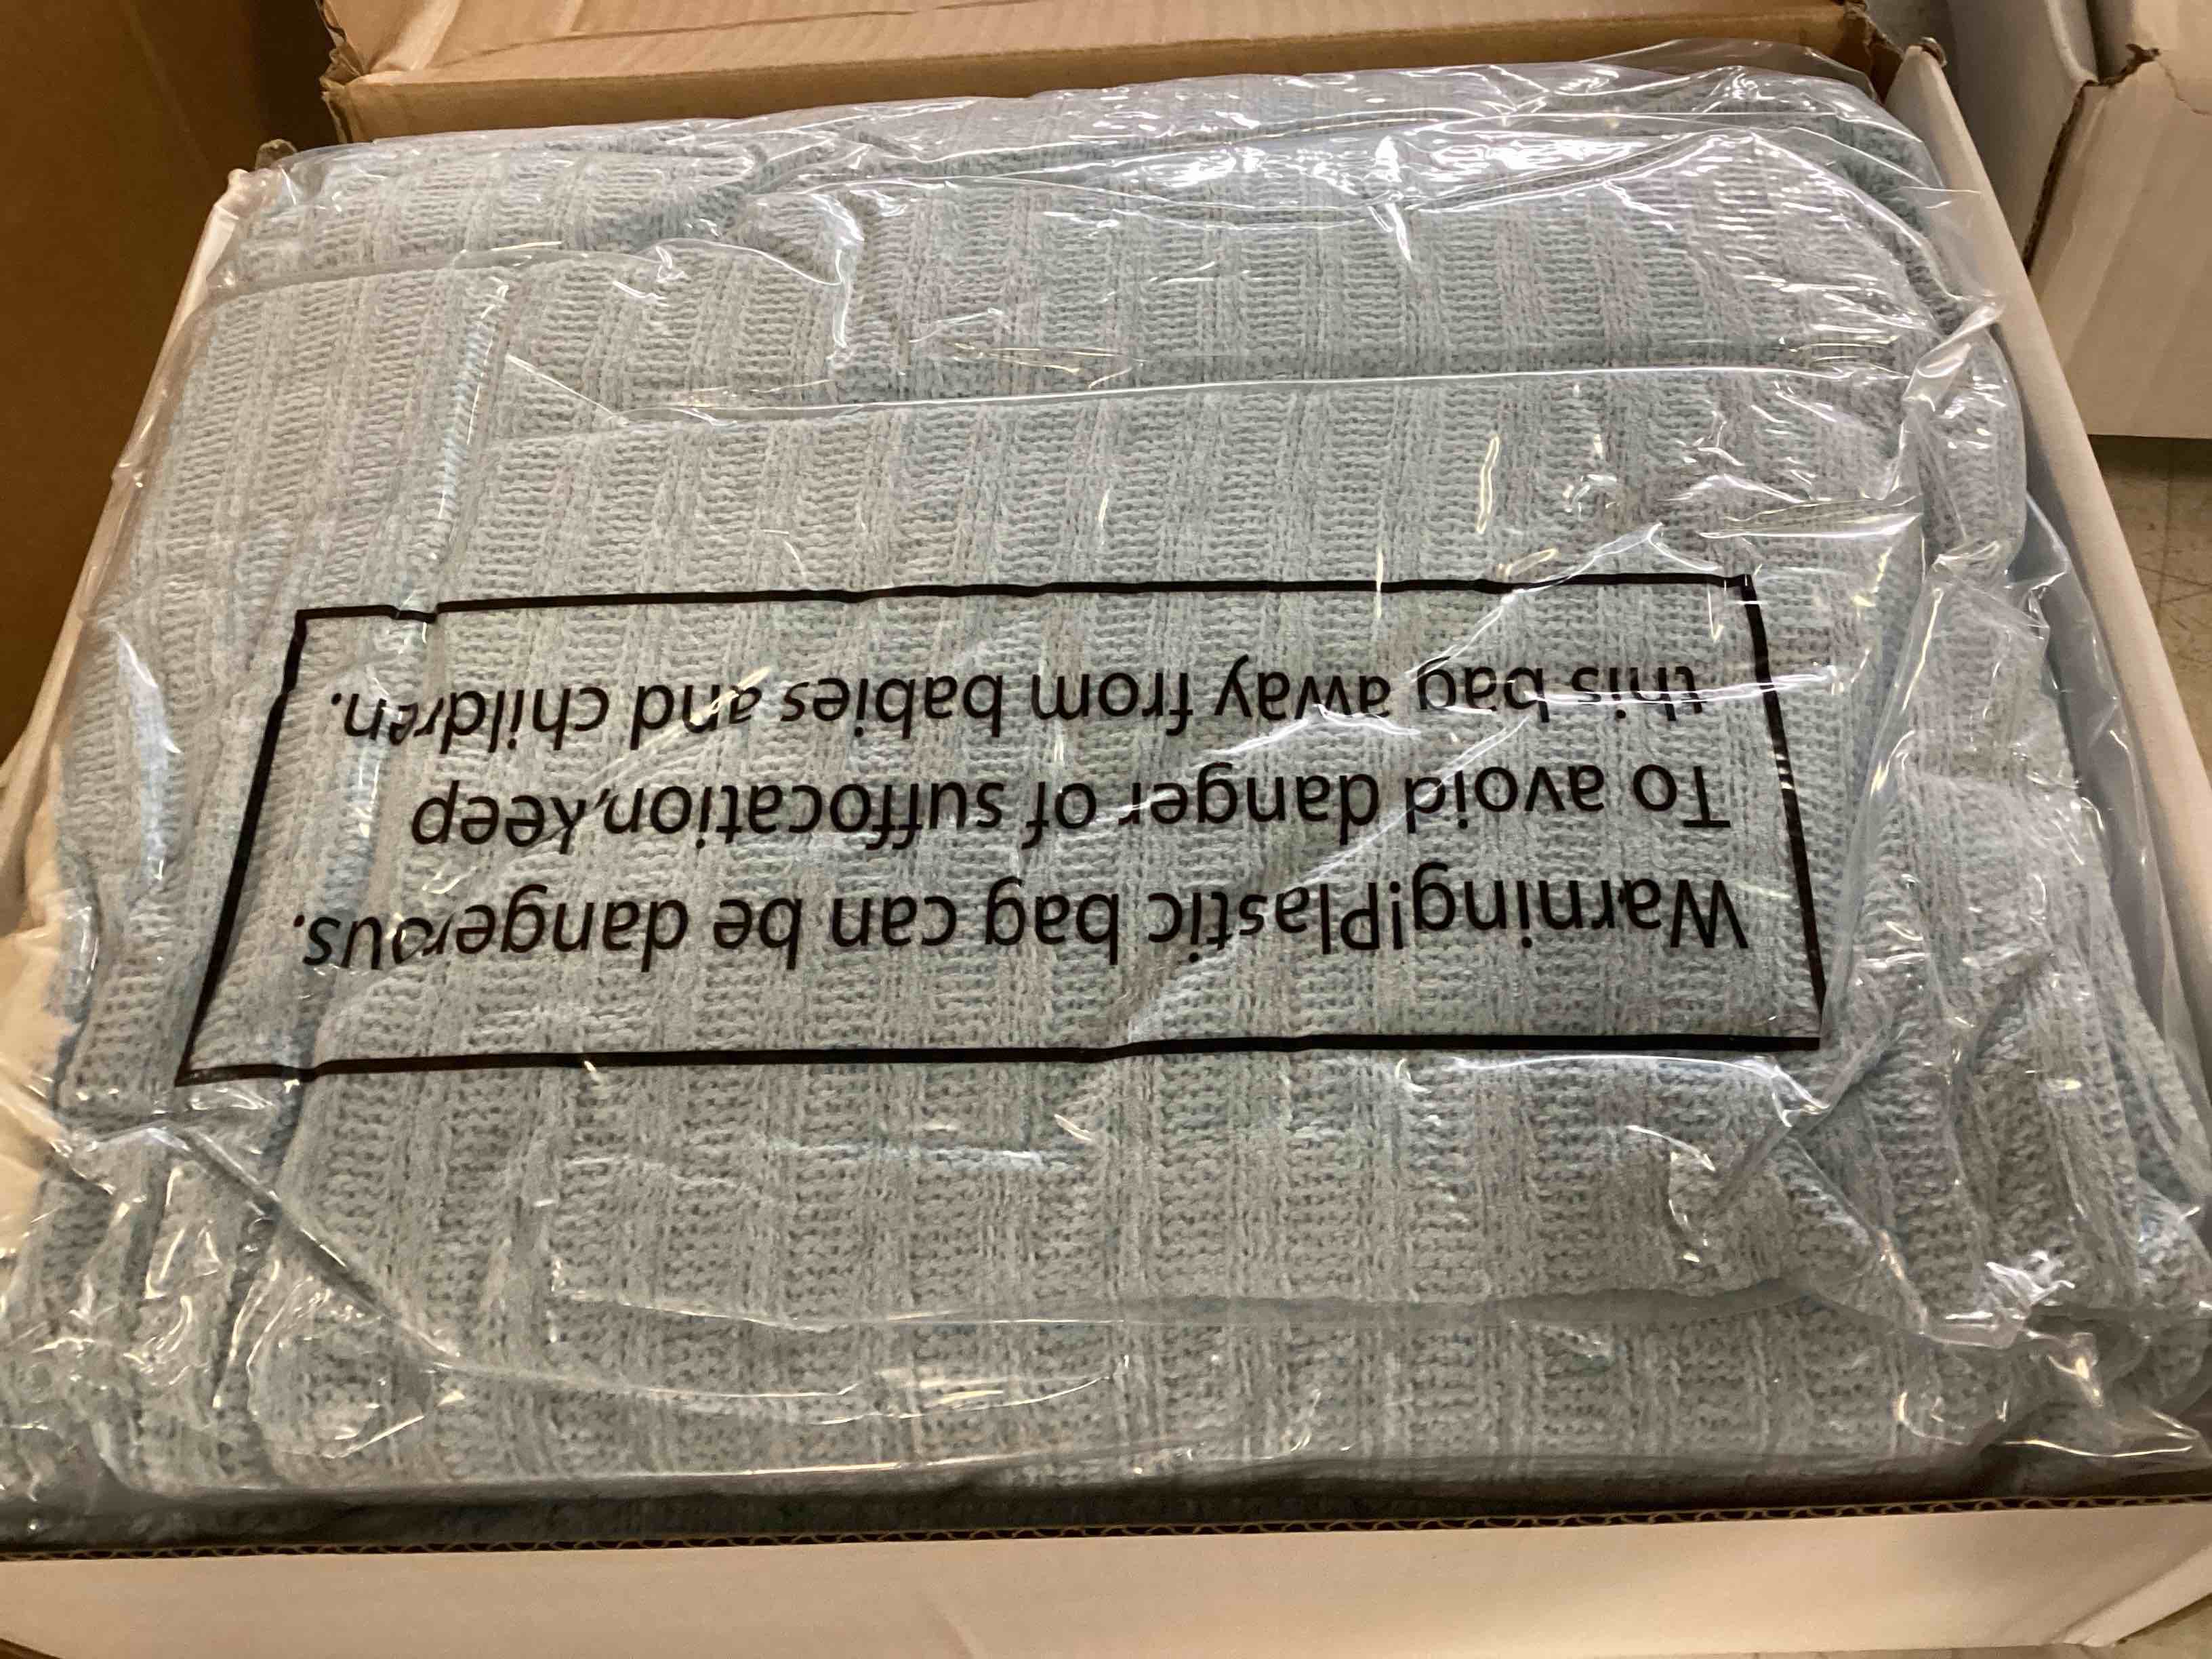 Warning!Plastic bag can be dangerous.
To avoid danger of suffocation,keep
this bag away from babies and children.